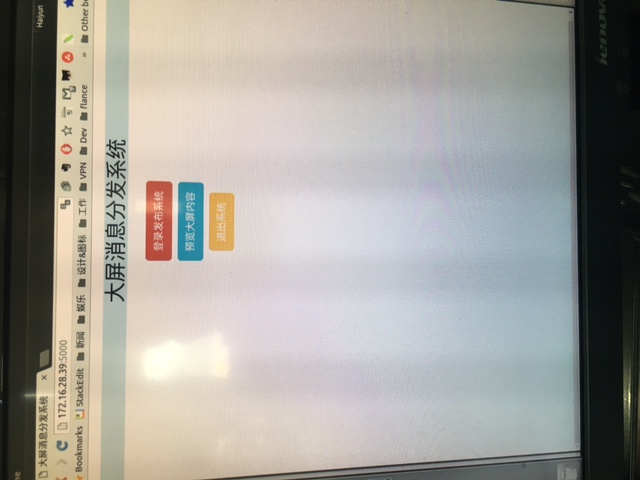 大屏消息分发系统
Haiyun
172.16.28.39:5000
Bookmarks StackEdit 新闻 娱乐 设计&图标 工作 VPN Dev flance » Other bo
大屏消息分发系统
登录发布系统
预览大屏内容
退出系统
lenovo